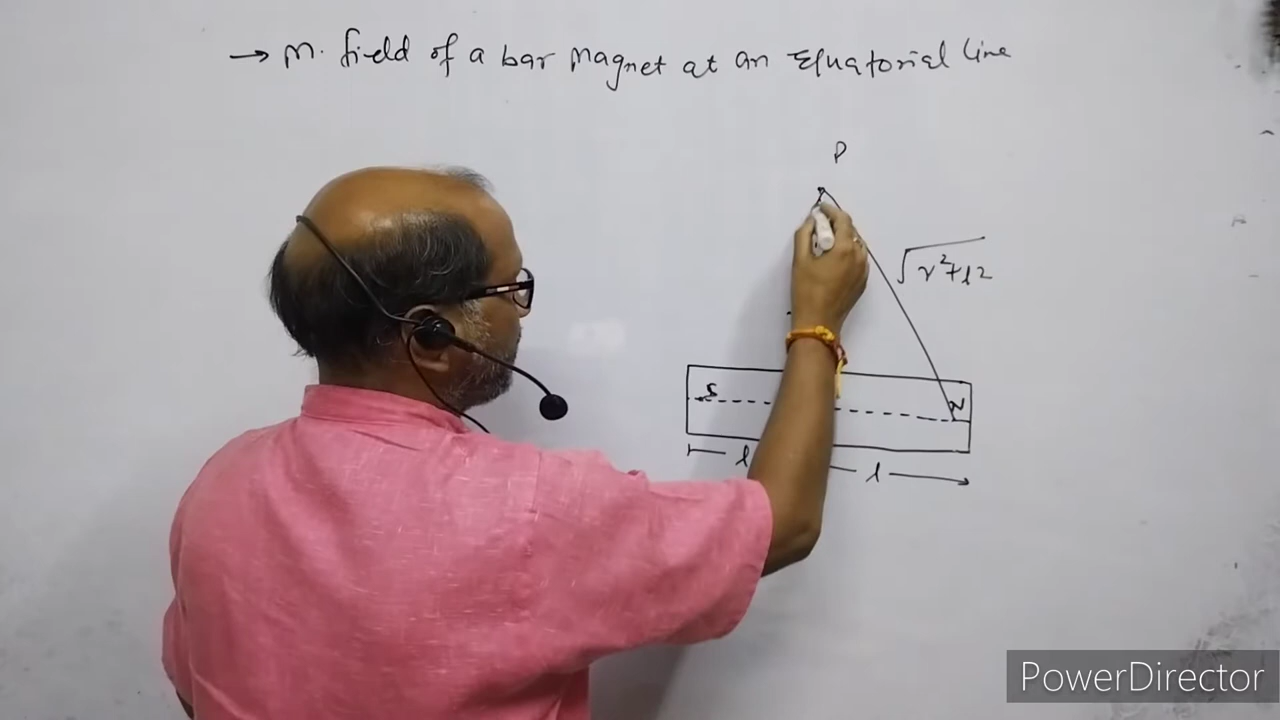 → M. field of a bar magnet at an Equatorial line
P
√r²+l²
S
N
l
l
PowerDirector